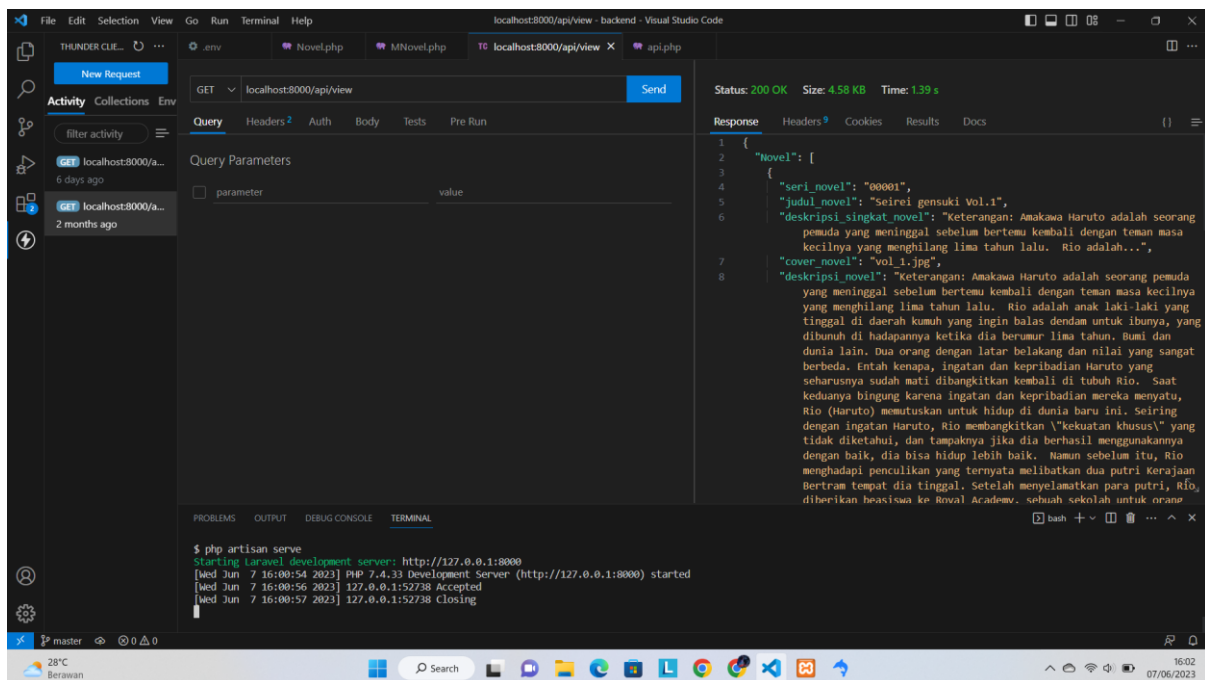 File Edit Selection View Go Run Terminal Help
localhost:8000/api/view - backend - Visual Studio Code
THUNDER CLIE...
.env
Novel.php
MNovel.php
TC localhost:8000/api/view
api.php
New Request
Activity Collections Env
filter activity
GET localhost:8000/a...
6 days ago
GET localhost:8000/a...
2 months ago
2
GET localhost:8000/api/view
Send
Query Headers 2 Auth Body Tests Pre Run
Query Parameters
parameter value
Status: 200 OK Size: 4.58 KB Time: 1.39 s
Response Headers 9 Cookies Results Docs
{}
1 {
2 "Novel": [
3 {
4 "seri_novel": "00001",
5 "judul_novel": "Seirei gensuki Vol.1",
6 "deskripsi_singkat_novel": "Keterangan: Amakawa Haruto adalah seorang
pemuda yang meninggal sebelum bertemu kembali dengan teman masa
kecilnya yang menghilang lima tahun lalu. Rio adalah...",
7 "cover_novel": "vol_1.jpg",
8 "deskripsi_novel": "Keterangan: Amakawa Haruto adalah seorang pemuda
yang meninggal sebelum bertemu kembali dengan teman masa kecilnya
yang menghilang lima tahun lalu. Rio adalah anak laki-laki yang
tinggal di daerah kumuh yang ingin balas dendam untuk ibunya, yang
dibunuh di hadapannya ketika dia berumur lima tahun. Bumi dan
dunia lain. Dua orang dengan latar belakang dan nilai yang sangat
berbeda. Entah kenapa, ingatan dan kepribadian Haruto yang
seharusnya sudah mati dibangkitkan kembali di tubuh Rio. Saat
keduanya bingung karena ingatan dan kepribadian mereka menyatu,
Rio (Haruto) memutuskan untuk hidup di dunia baru ini. Seiring
dengan ingatan Haruto, Rio membangkitkan \"kekuatan khusus\" yang
tidak diketahui, dan tampaknya jika dia berhasil menggunakannya
dengan baik, dia bisa hidup lebih baik. Namun sebelum itu, Rio
menghadapi penculikan yang ternyata melibatkan dua putri Kerajaan
Bertram tempat dia tinggal. Setelah menyelamatkan para putri, Rio
diberikan beasiswa ke Royal Academy, sebuah sekolah untuk orang
PROBLEMS OUTPUT DEBUG CONSOLE TERMINAL
bash
$ php artisan serve
Starting Laravel development server: http://127.0.0.1:8000
[Wed Jun 7 16:00:54 2023] PHP 7.4.33 Development Server (http://127.0.0.1:8000) started
[Wed Jun 7 16:00:56 2023] 127.0.0.1:52738 Accepted
[Wed Jun 7 16:00:57 2023] 127.0.0.1:52738 Closing
master 0 0
28°C
Berawan
Search
16:02
07/06/2023